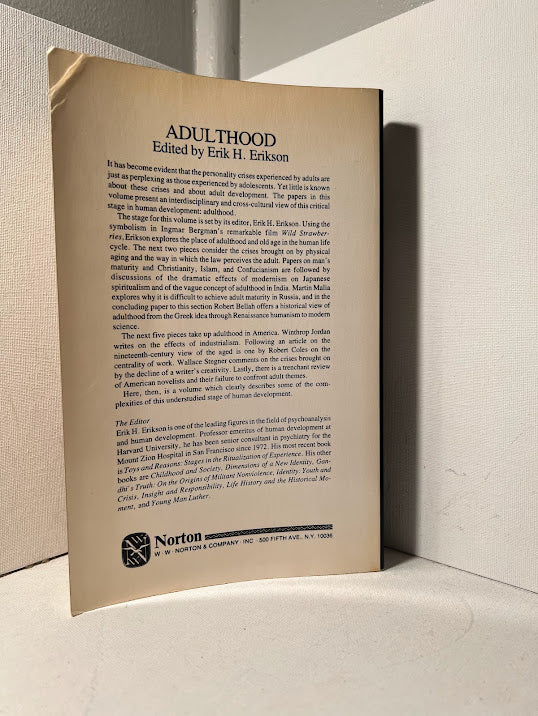 ADULTHOOD
Edited by Erik H. Erikson
It has become evident that the personality crises experienced by adults are
just as perplexing as those experienced by adolescents. Yet little is known
about these crises and about adult development. The papers in this
volume present an interdisciplinary and cross-cultural view of this critical
stage in human development: adulthood.
The stage for this volume is set by its editor, Erik H. Erikson. Using the
symbolism in Ingmar Bergman's remarkable film Wild Strawber-
ries, Erikson explores the place of adulthood and old age in the human life
cycle. The next two pieces consider the crises brought on by physical
aging and the way in which the law perceives the adult. Papers on man's
maturity and Christianity, Islam, and Confucianism are followed by
discussions of the dramatic effects of modernism on Japanese
spiritualism and of the vague concept of adulthood in India. Martin Malia
explores why it is difficult to achieve adult maturity in Russia, and in the
concluding paper to this section Robert Bellah offers a historical view of
adulthood from the Greek idea through Renaissance humanism to modern
science.
The next five pieces take up adulthood in America. Winthrop Jordan
writes on the effects of industrialism. Following an article on the
nineteenth-century view of the aged is one by Robert Coles on the
centrality of work. Wallace Stegner comments on the crises brought on
by the decline of a writer's creativity. Lastly, there is a trenchant review
of American novelists and their failure to confront adult themes.
Here, then, is a volume which clearly describes some of the com-
plexities of this understudied stage of human development.
The Editor
Erik H. Erikson is one of the leading figures in the field of psychoanalysis
and human development. Professor emeritus of human development at
Harvard University, he has been senior consultant in psychiatry for the
Mount Zion Hospital in San Francisco since 1972. His most recent book
is Toys and Reasons: Stages in the Ritualization of Experience. His other
books are Childhood and Society, Dimensions of a New Identity, Gan-
dhi's Truth: On the Origins of Militant Nonviolence, Identity: Youth and
Crisis, Insight and Responsibility, Life History and the Historical Mo-
ment, and Young Man Luther.
Norton
W · W · NORTON & COMPANY · INC · 500 FIFTH AVE., N.Y. 10036